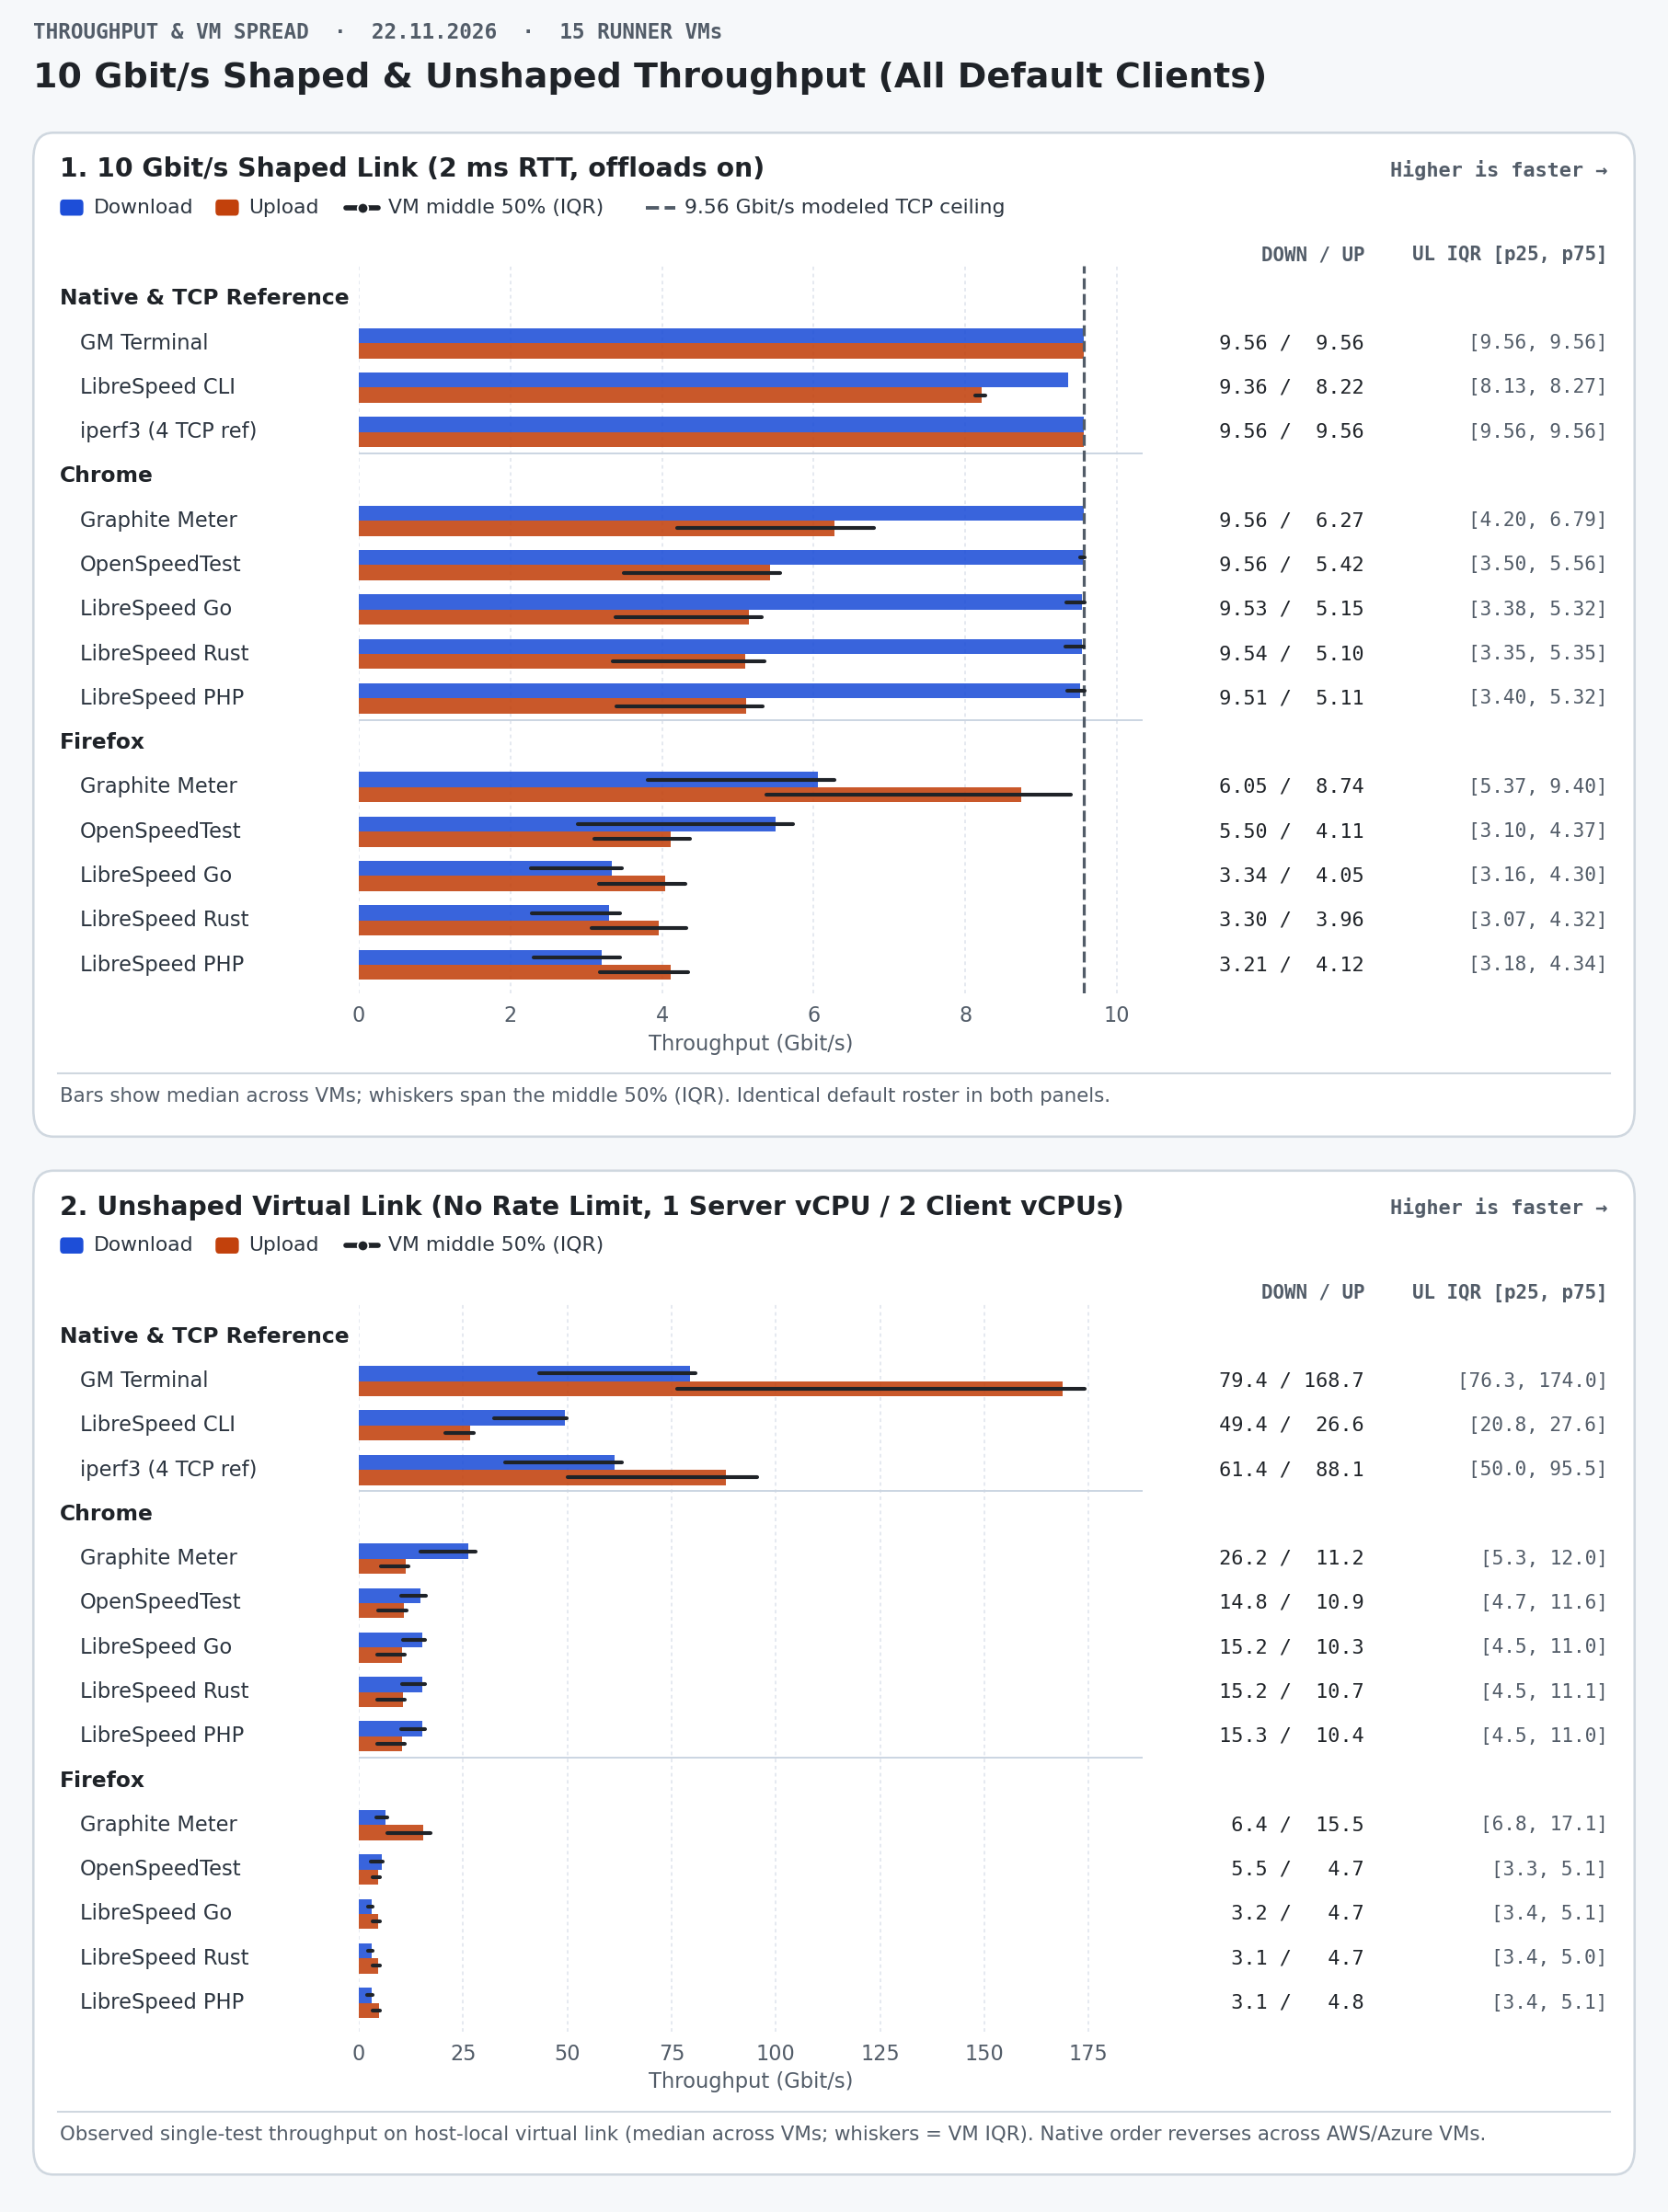 THROUGHPUT & VM SPREAD · 22.11.2026 · 15 RUNNER VMs
10 Gbit/s Shaped & Unshaped Throughput (All Default Clients)
1. 10 Gbit/s Shaped Link (2 ms RTT, offloads on) Higher is faster →
Download Upload VM middle 50% (IQR) 9.56 Gbit/s modeled TCP ceiling
DOWN / UP UL IQR [p25, p75]
Native & TCP Reference
GM Terminal 9.56 / 9.56 [9.56, 9.56]
LibreSpeed CLI 9.36 / 8.22 [8.13, 8.27]
iperf3 (4 TCP ref) 9.56 / 9.56 [9.56, 9.56]
Chrome
Graphite Meter 9.56 / 6.27 [4.20, 6.79]
OpenSpeedTest 9.56 / 5.42 [3.50, 5.56]
LibreSpeed Go 9.53 / 5.15 [3.38, 5.32]
LibreSpeed Rust 9.54 / 5.10 [3.35, 5.35]
LibreSpeed PHP 9.51 / 5.11 [3.40, 5.32]
Firefox
Graphite Meter 6.05 / 8.74 [5.37, 9.40]
OpenSpeedTest 5.50 / 4.11 [3.10, 4.37]
LibreSpeed Go 3.34 / 4.05 [3.16, 4.30]
LibreSpeed Rust 3.30 / 3.96 [3.07, 4.32]
LibreSpeed PHP 3.21 / 4.12 [3.18, 4.34]
0 2 4 6 8 10
Throughput (Gbit/s)
Bars show median across VMs; whiskers span the middle 50% (IQR). Identical default roster in both panels.
2. Unshaped Virtual Link (No Rate Limit, 1 Server vCPU / 2 Client vCPUs) Higher is faster →
Download Upload VM middle 50% (IQR)
DOWN / UP UL IQR [p25, p75]
Native & TCP Reference
GM Terminal 79.4 / 168.7 [76.3, 174.0]
LibreSpeed CLI 49.4 / 26.6 [20.8, 27.6]
iperf3 (4 TCP ref) 61.4 / 88.1 [50.0, 95.5]
Chrome
Graphite Meter 26.2 / 11.2 [5.3, 12.0]
OpenSpeedTest 14.8 / 10.9 [4.7, 11.6]
LibreSpeed Go 15.2 / 10.3 [4.5, 11.0]
LibreSpeed Rust 15.2 / 10.7 [4.5, 11.1]
LibreSpeed PHP 15.3 / 10.4 [4.5, 11.0]
Firefox
Graphite Meter 6.4 / 15.5 [6.8, 17.1]
OpenSpeedTest 5.5 / 4.7 [3.3, 5.1]
LibreSpeed Go 3.2 / 4.7 [3.4, 5.1]
LibreSpeed Rust 3.1 / 4.7 [3.4, 5.0]
LibreSpeed PHP 3.1 / 4.8 [3.4, 5.1]
0 25 50 75 100 125 150 175
Throughput (Gbit/s)
Observed single-test throughput on host-local virtual link (median across VMs; whiskers = VM IQR). Native order reverses across AWS/Azure VMs.